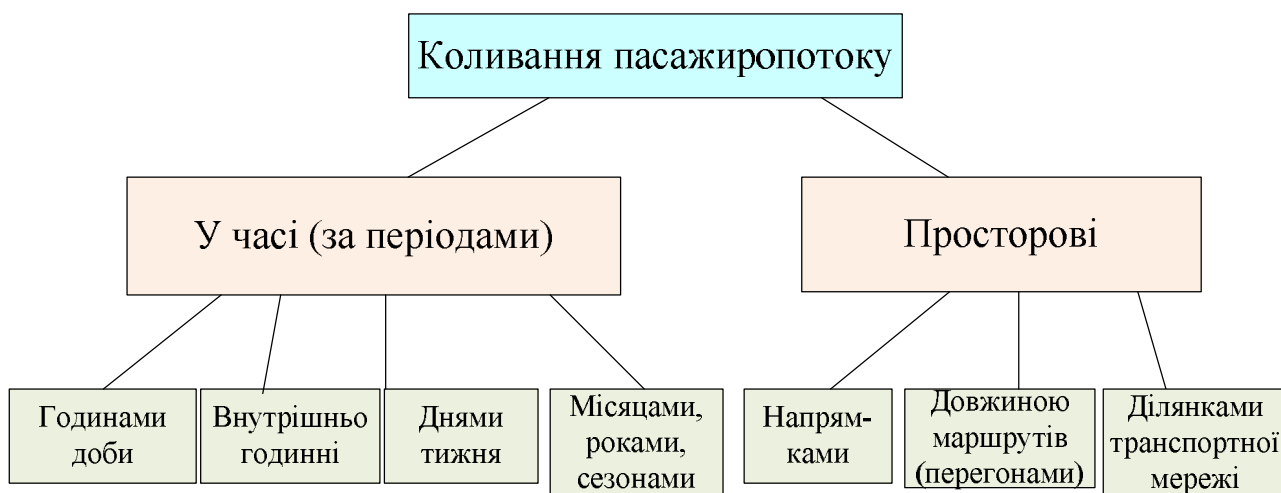 Коливання пасажиропотоку
У часі (за періодами)
Просторові
Годинами
доби
Внутрішньо
годинні
Днями
тижня
Місяцами,
роками,
сезонами
Напрям-
ками
Довжиною
маршрутів
(перегонами)
Ділянками
транспортної
мережі